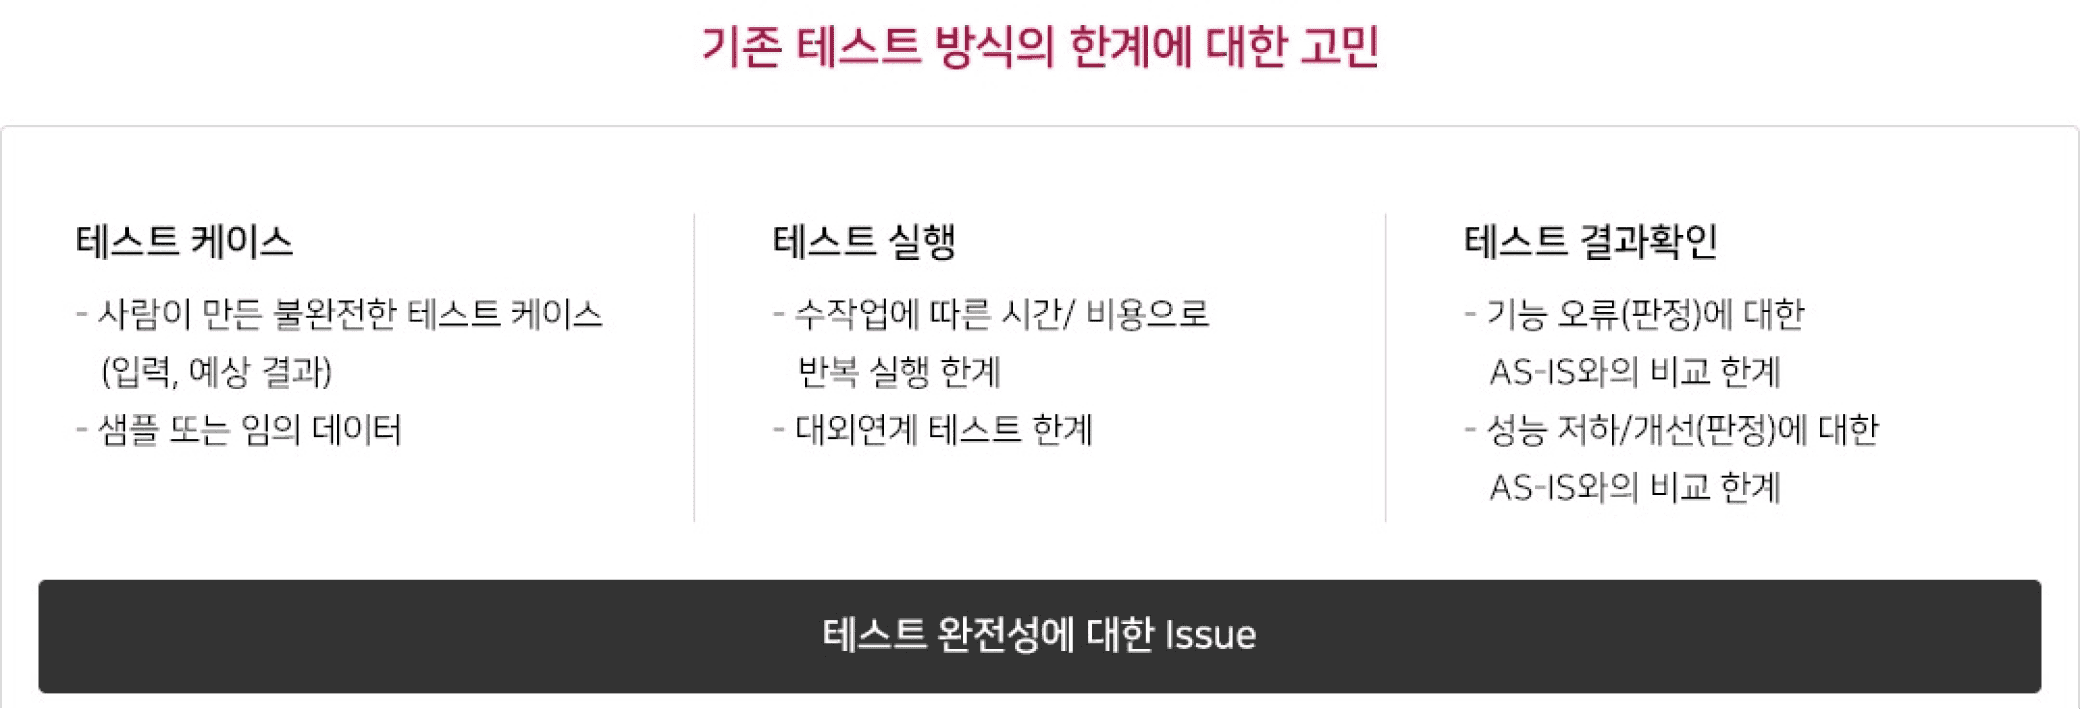 기존 테스트 방식의 한계에 대한 고민
테스트 케이스
- 사람이 만든 불완전한 테스트 케이스
(입력, 예상 결과)
- 샘플 또는 임의 데이터
테스트 실행
- 수작업에 따른 시간/ 비용으로
반복 실행 한계
- 대외연계 테스트 한계
테스트 결과확인
- 기능 오류(판정)에 대한
AS-IS와의 비교 한계
- 성능 저하/개선(판정)에 대한
AS-IS와의 비교 한계
테스트 완전성에 대한 Issue